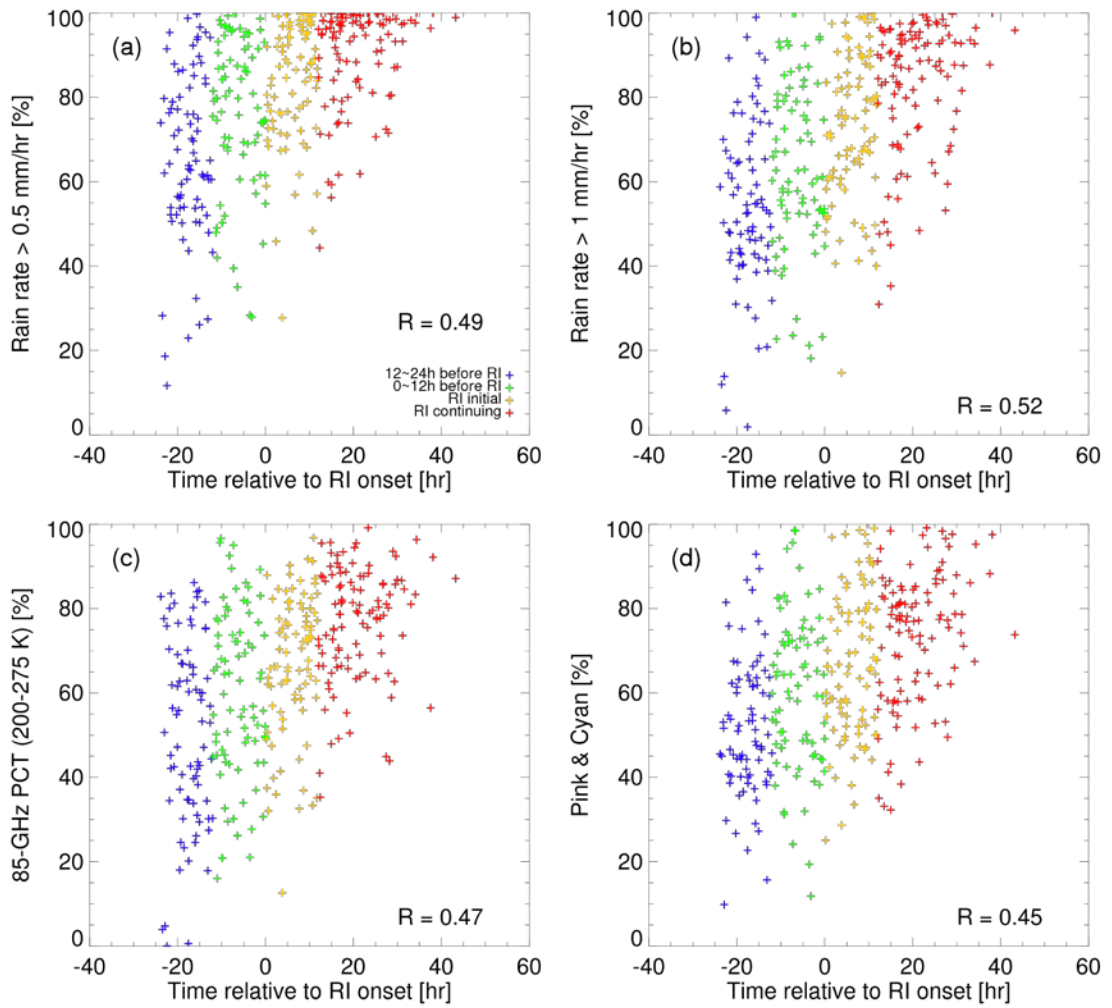 (a)
Rain rate > 0.5 mm/hr [%]
100
80
60
40
20
0
R = 0.49
12~24h before RI
0~12h before RI
RI initial
RI continuing
-40 -20 0 20 40 60
Time relative to RI onset [hr]
(b)
Rain rate > 1 mm/hr [%]
100
80
60
40
20
0
R = 0.52
-40 -20 0 20 40 60
Time relative to RI onset [hr]
(c)
85-GHz PCT (200-275 K) [%]
100
80
60
40
20
0
R = 0.47
-40 -20 0 20 40 60
Time relative to RI onset [hr]
(d)
Pink & Cyan [%]
100
80
60
40
20
0
R = 0.45
-40 -20 0 20 40 60
Time relative to RI onset [hr]